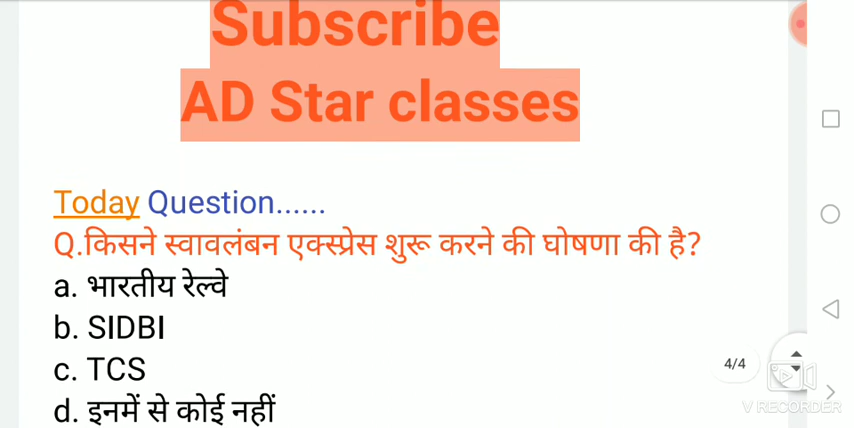 Subscribe
AD Star classes
Today Question......
Q.किसने स्वावलंबन एक्स्प्रेस शुरू करने की घोषणा की है?
a. भारतीय रेल्वे
b. SIDBI
c. TCS
4/4
d. इनमें से कोई नहीं
V RECORDER